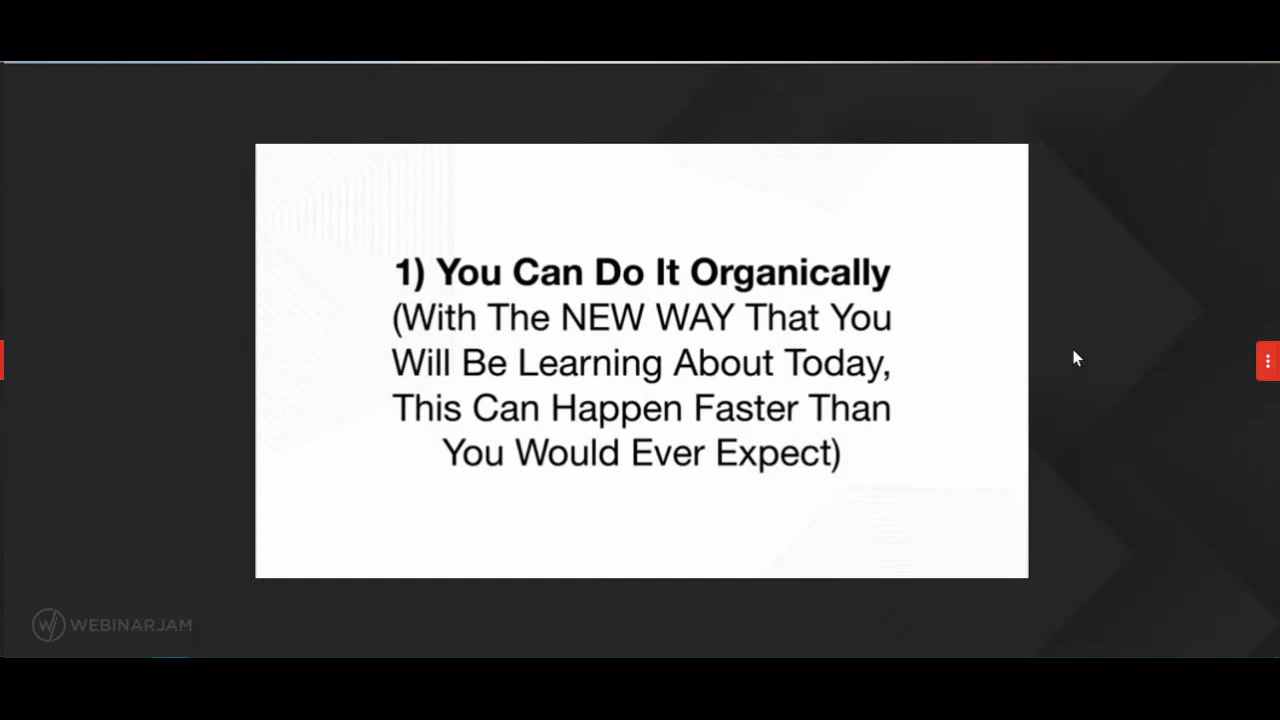 1) You Can Do It Organically
(With The NEW WAY That You
Will Be Learning About Today,
This Can Happen Faster Than
You Would Ever Expect)
WEBINARJAM